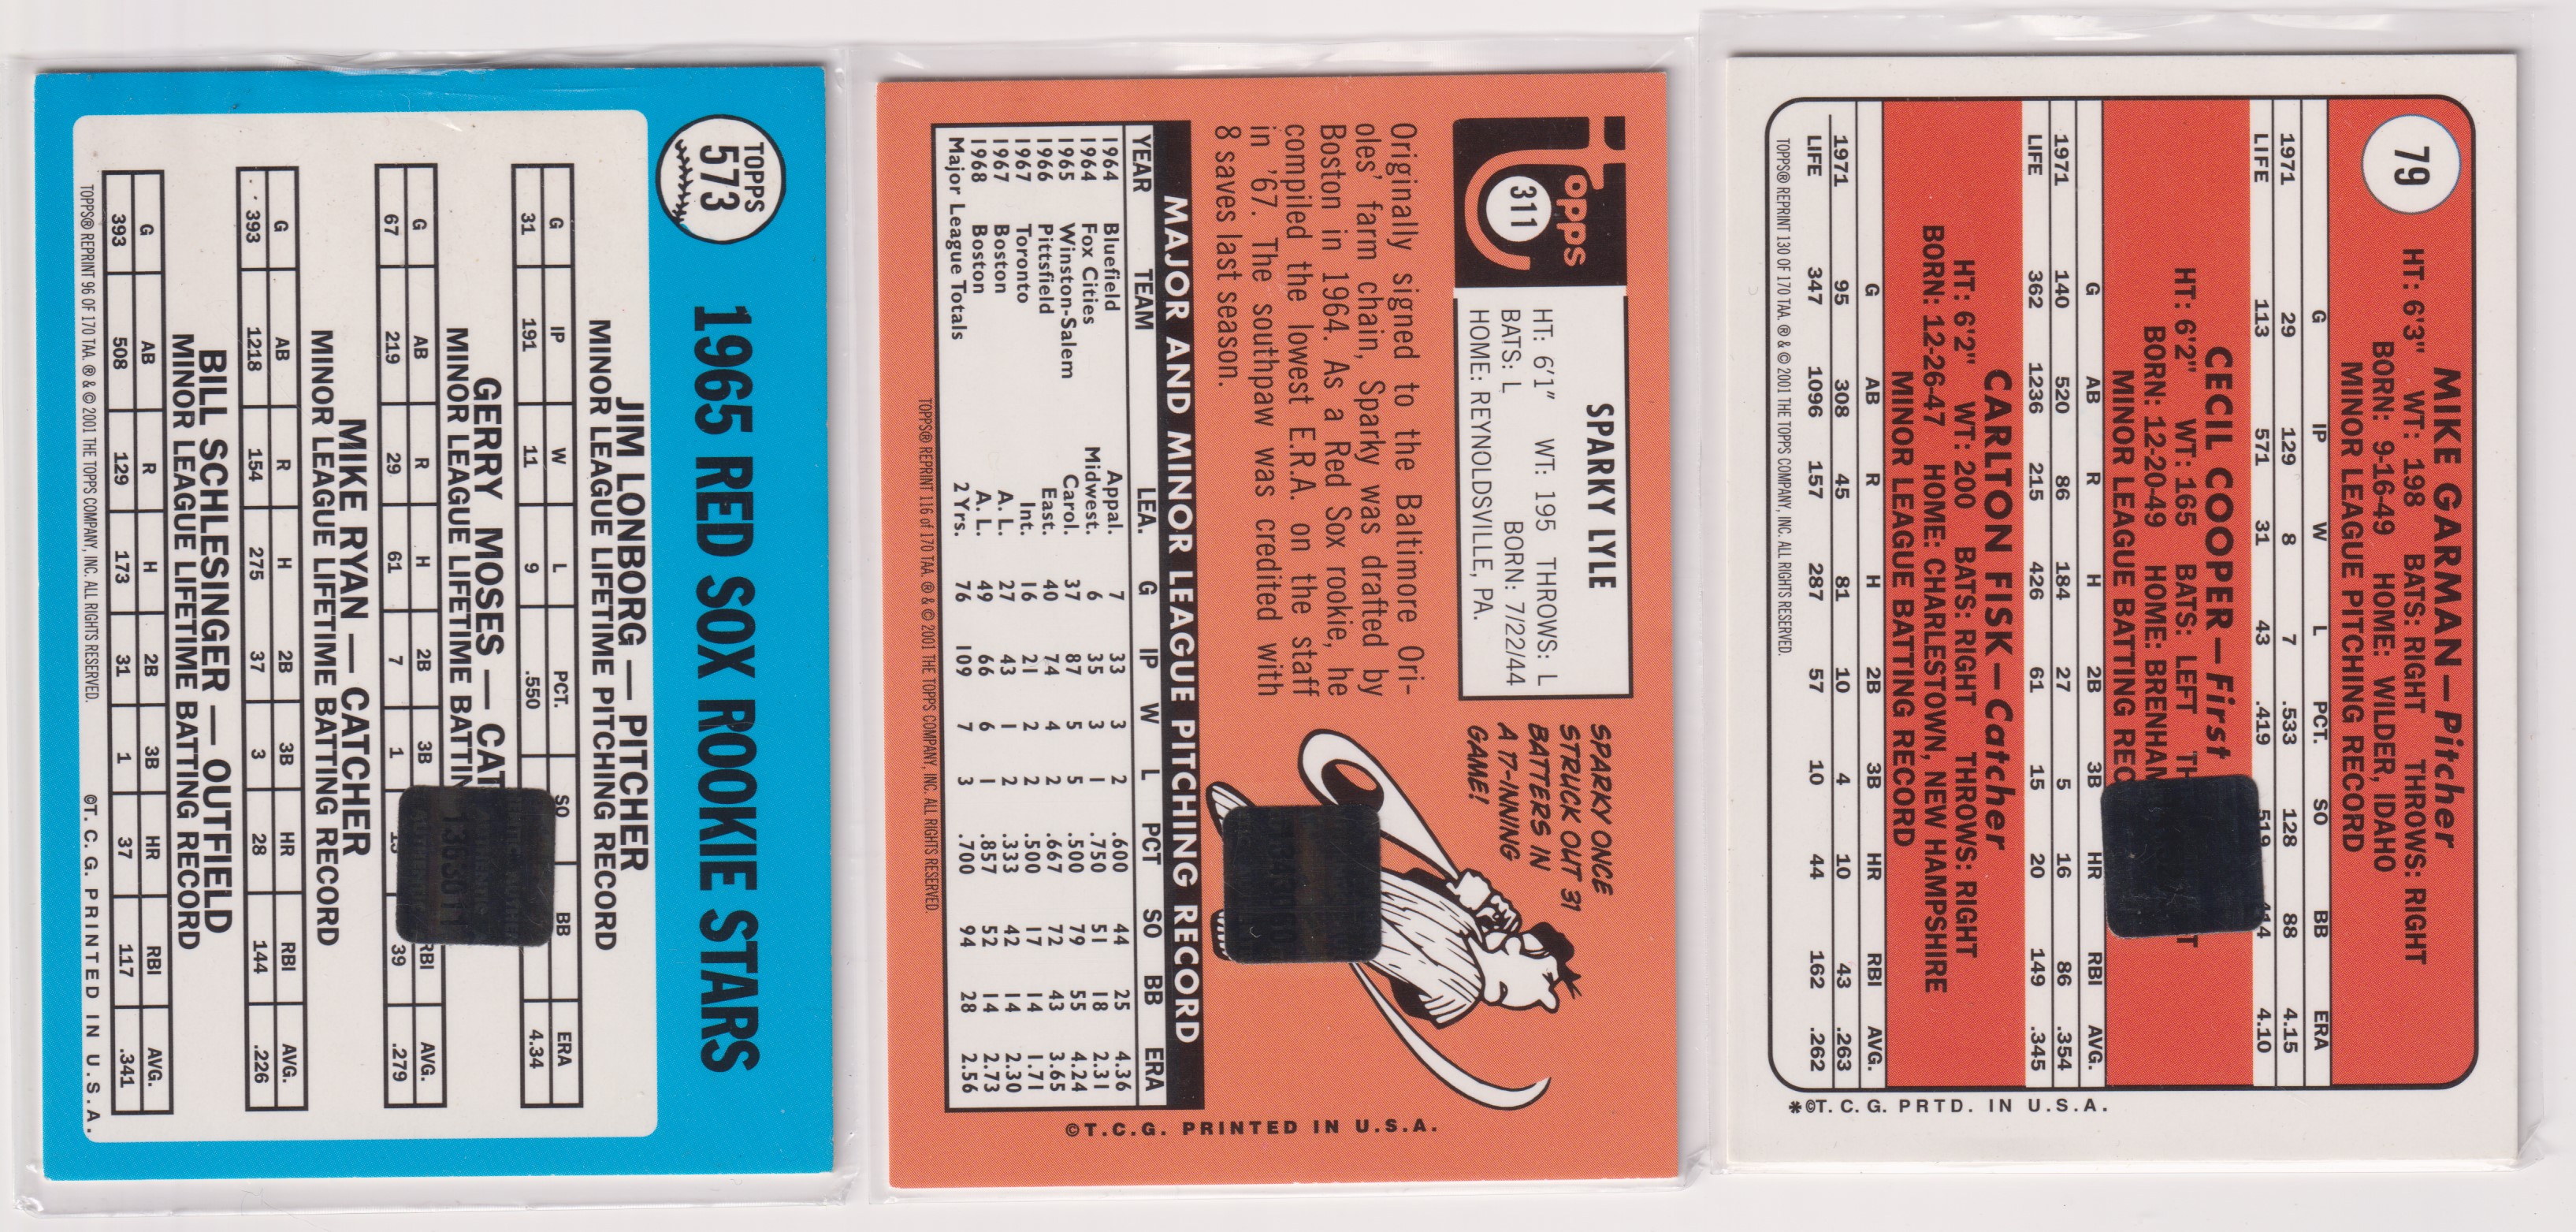 TOPPS
573
1965 RED SOX ROOKIE STARS
JIM LONBORG — PITCHER
MINOR LEAGUE LIFETIME PITCHING RECORD
G IP W L PCT. SO BB ERA
31 191 11 9 .550 4.34
GERRY MOSES — CAT
MINOR LEAGUE LIFETIME BATTIN
G AB R H 2B 3B RBI AVG.
67 219 29 61 7 1 39 .279
MIKE RYAN — CATCHER
MINOR LEAGUE LIFETIME BATTING RECORD
G AB R H 2B 3B HR RBI AVG.
393 1218 154 275 37 3 28 144 .226
BILL SCHLESINGER — OUTFIELD
MINOR LEAGUE LIFETIME BATTING RECORD
G AB R H 2B 3B HR RBI AVG.
393 508 129 173 31 1 37 117 .341
TOPPS® REPRINT 96 OF 170 TAA. ® & © 2001 THE TOPPS COMPANY, INC. ALL RIGHTS RESERVED. ©T. C. G. PRINTED IN U.S.A.
Topps
311
SPARKY LYLE
HT: 6'1" WT: 195 THROWS: L
BATS: L BORN: 7/22/44
HOME: REYNOLDSVILLE, PA.
SPARKY ONCE
STRUCK OUT 31
BATTERS IN
A 17-INNING
GAME!
Originally signed to the Baltimore Ori-
oles' farm chain, Sparky was drafted by
Boston in 1964. As a Red Sox rookie, he
compiled the lowest E.R.A. on the staff
in '67. The southpaw was credited with
8 saves last season.
MAJOR AND MINOR LEAGUE PITCHING RECORD
YEAR TEAM LEA. G IP W L PCT SO BB ERA
1964 Bluefield Appal. 7 33 3 2 .600 44 25 4.36
1964 Fox Cities Midwest. 6 35 3 1 .750 51 18 2.31
1965 Winston-Salem Carol. 37 87 5 5 .500 79 55 4.24
1966 Pittsfield East. 40 74 4 2 .667 72 43 3.65
1967 Toronto Int. 16 21 2 2 .500 17 14 1.71
1967 Boston A. L. 27 43 1 2 .333 42 14 2.30
1968 Boston A. L. 49 66 6 1 .857 52 14 2.73
Major League Totals 2 Yrs. 76 109 7 3 .700 94 28 2.56
TOPPS® REPRINT 116 of 170 TAA. ® & © 2001 THE TOPPS COMPANY, INC. ALL RIGHTS RESERVED.
©T.C.G. PRINTED IN U.S.A.
79
MIKE GARMAN—Pitcher
HT: 6'3" WT: 198 BATS: RIGHT THROWS: RIGHT
BORN: 9-16-49 HOME: WILDER, IDAHO
MINOR LEAGUE PITCHING RECORD
G IP W L PCT. SO BB ERA
1971 29 129 8 7 .533 128 88 4.15
LIFE 113 571 31 43 .419 519 414 4.10
CECIL COOPER—First
HT: 6'2" WT: 165 BATS: LEFT TH T
BORN: 12-20-49 HOME: BRENHAM
MINOR LEAGUE BATTING REC
G AB R H 2B 3B HR RBI AVG.
1971 140 520 86 184 27 5 16 86 .354
LIFE 362 1236 215 426 61 15 20 149 .345
CARLTON FISK—Catcher
HT: 6'2" WT: 200 BATS: RIGHT THROWS: RIGHT
BORN: 12-26-47 HOME: CHARLESTOWN, NEW HAMPSHIRE
MINOR LEAGUE BATTING RECORD
G AB R H 2B 3B HR RBI AVG.
1971 95 308 45 81 10 4 10 43 .263
LIFE 347 1096 157 287 57 10 44 162 .262
TOPPS® REPRINT 130 OF 170 TAA. ® & © 2001 THE TOPPS COMPANY, INC. ALL RIGHTS RESERVED.
*©T. C. G. PRTD. IN U.S.A.